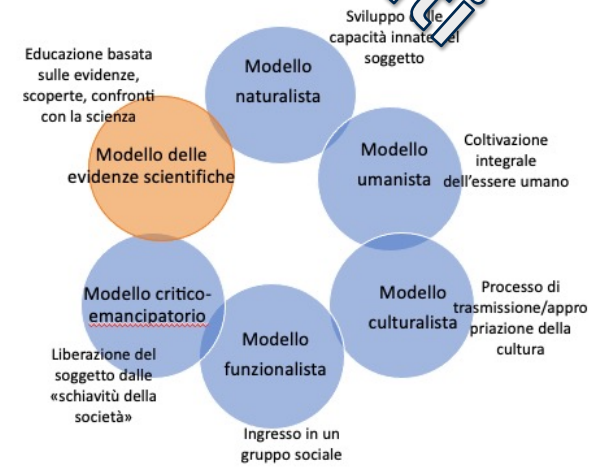 Sviluppo
capacità innate
soggetto
Modello
naturalista
Educazione basata
sulle evidenze,
scoperte, confronti
con la scienza
Modello delle
evidenze scientifiche
Modello
umanista
Coltivazione
integrale
dell'essere umano
Modello
culturalista
Processo di
trasmissione/appro
priazione della
cultura
Modello critico-
emancipatorio
Liberazione del
soggetto dalle
«schiavitù della
società»
Modello
funzionalista
Ingresso in un
gruppo sociale